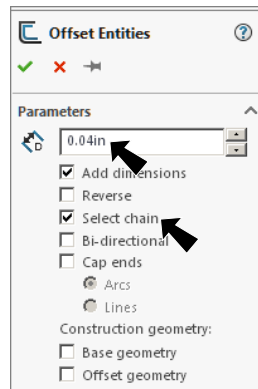 Offset Entities
Parameters
D
0.04in
Add dimensions
Reverse
Select chain
Bi-directional
Cap ends
Arcs
Lines
Construction geometry:
Base geometry
Offset geometry